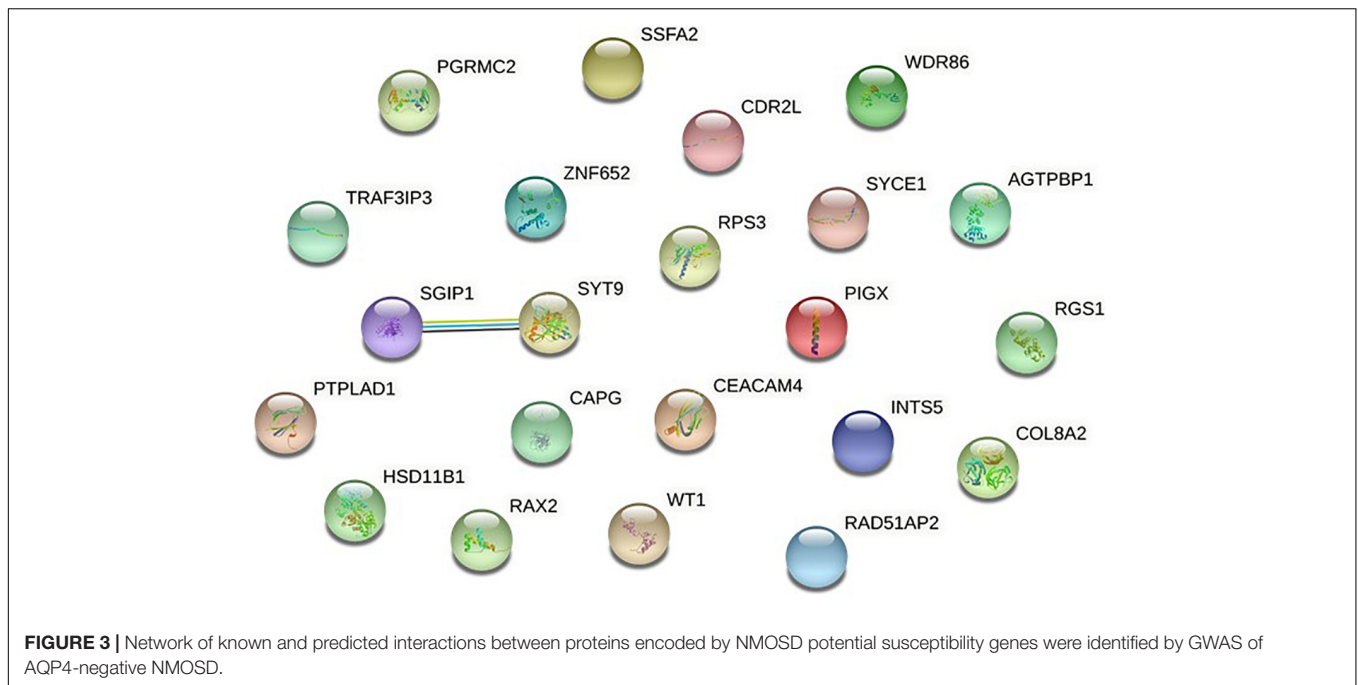 SSFA2
PGRMC2
WDR86
CDR2L
ZNF652
SYCE1
AGTPBP1
TRAF3IP3
RPS3
SGIP1
SYT9
PIGX
RGS1
PTPLAD1
CAPG
CEACAM4
INTS5
COL8A2
HSD11B1
RAX2
WT1
RAD51AP2
FIGURE 3 | Network of known and predicted interactions between proteins encoded by NMOSD potential susceptibility genes were identified by GWAS of
AQP4-negative NMOSD.